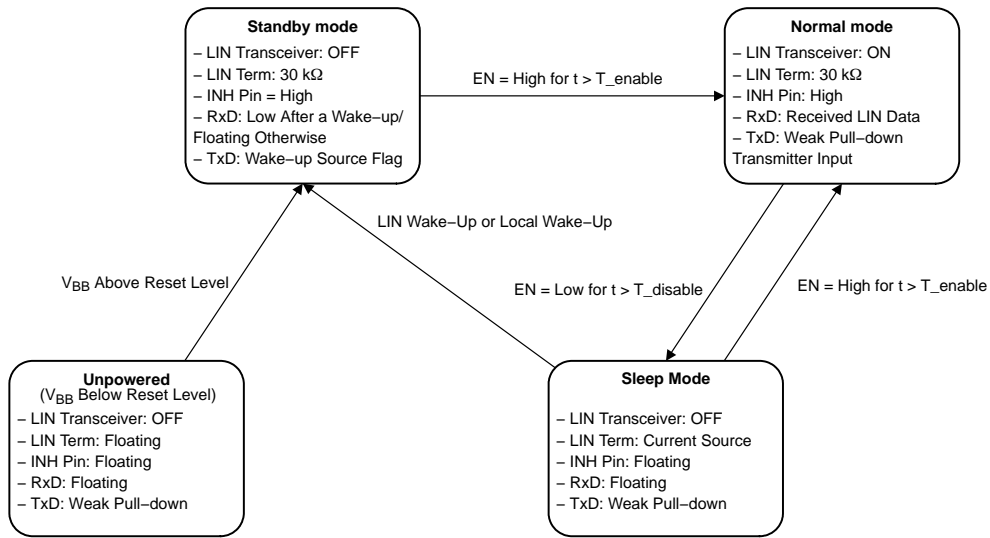 Standby mode
– LIN Transceiver: OFF
– LIN Term: 30 kΩ
– INH Pin = High
– RxD: Low After a Wake−up/
Floating Otherwise
– TxD: Wake−up Source Flag
EN = High for t > T_enable
Normal mode
– LIN Transceiver: ON
– LIN Term: 30 kΩ
– INH Pin: High
– RxD: Received LIN Data
– TxD: Weak Pull−down
Transmitter Input
LIN Wake−Up or Local Wake−Up
VBB Above Reset Level
EN = Low for t > T_disable
EN = High for t > T_enable
Unpowered
(VBB Below Reset Level)
– LIN Transceiver: OFF
– LIN Term: Floating
– INH Pin: Floating
– RxD: Floating
– TxD: Weak Pull−down
Sleep Mode
– LIN Transceiver: OFF
– LIN Term: Current Source
– INH Pin: Floating
– RxD: Floating
– TxD: Weak Pull−down